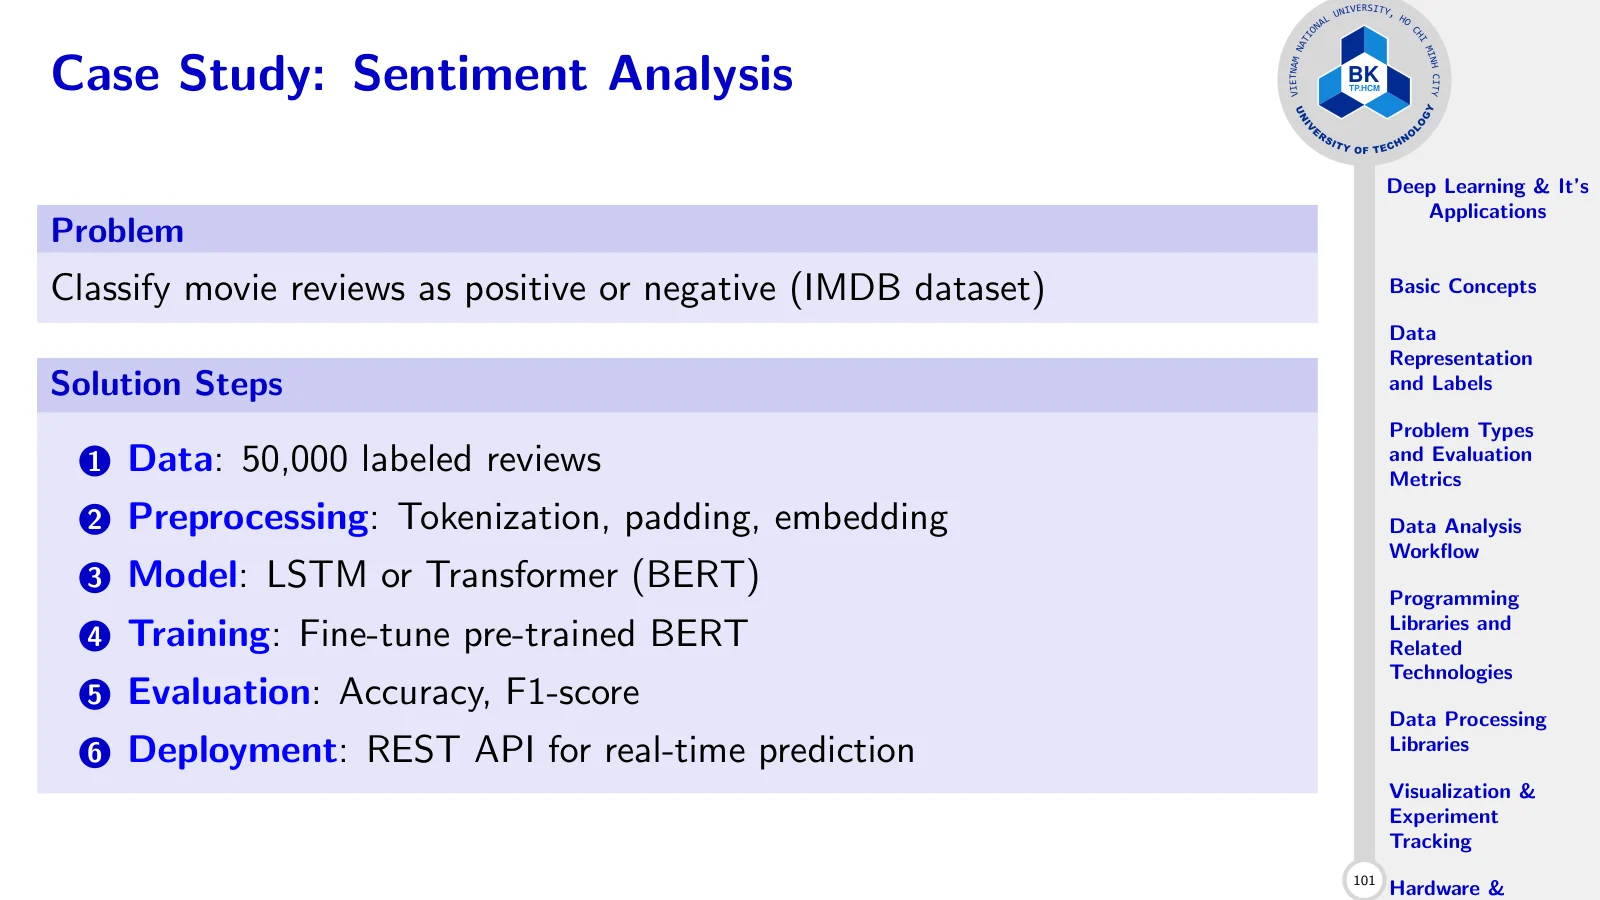 Case Study: Sentiment Analysis
Problem
Classify movie reviews as positive or negative (IMDB dataset)
Solution Steps
1 Data: 50,000 labeled reviews
2 Preprocessing: Tokenization, padding, embedding
3 Model: LSTM or Transformer (BERT)
4 Training: Fine-tune pre-trained BERT
5 Evaluation: Accuracy, F1-score
6 Deployment: REST API for real-time prediction
VIETNAM NATIONAL UNIVERSITY, HO CHI MINH CITY
BK
TP.HCM
UNIVERSITY OF TECHNOLOGY
Deep Learning & It's
Applications
Basic Concepts
Data
Representation
and Labels
Problem Types
and Evaluation
Metrics
Data Analysis
Workflow
Programming
Libraries and
Related
Technologies
Data Processing
Libraries
Visualization &
Experiment
Tracking
Hardware &
101